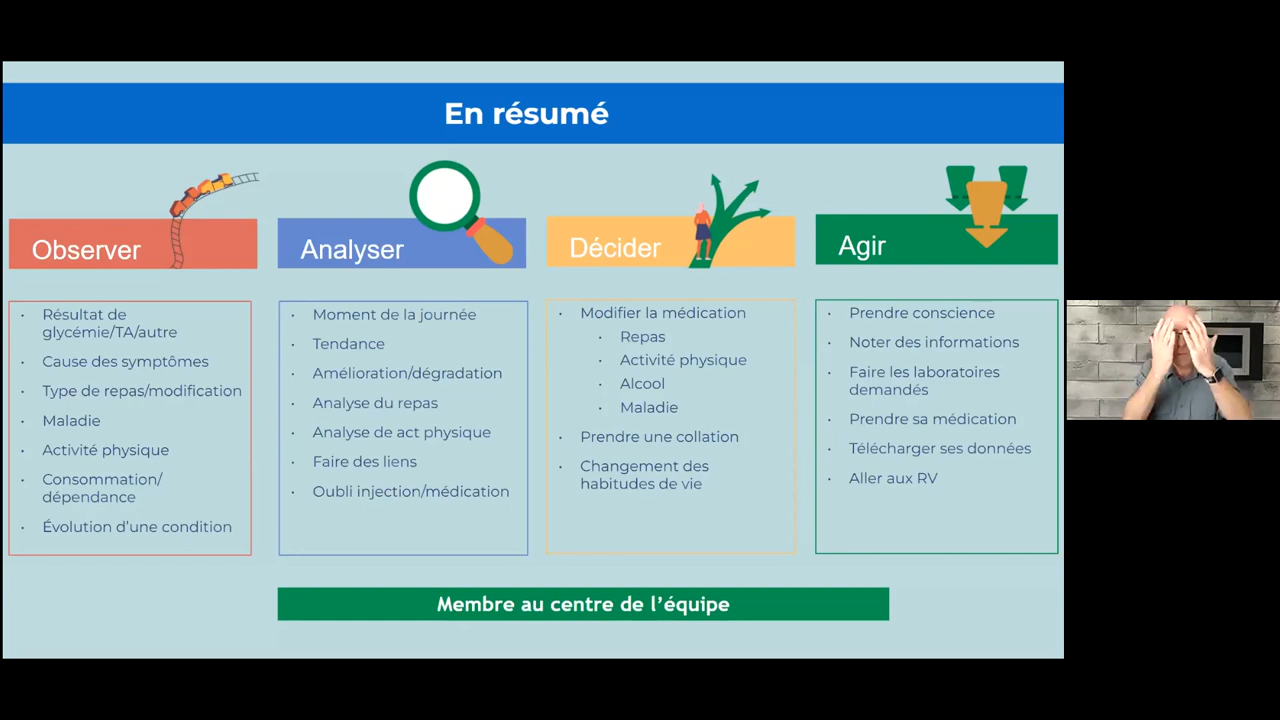 En résumé
Observer
Résultat de
glycémie/TA/autre
Cause des symptômes
Type de repas/modification
Maladie
Activité physique
Consommation/
dépendance
Évolution d'une condition
Analyser
Moment de la journée
Tendance
Amélioration/dégradation
Analyse du repas
Analyse de act physique
Faire des liens
Oubli injection/médication
Décider
Modifier la médication
Repas
Activité physique
Alcool
Maladie
Prendre une collation
Changement des
habitudes de vie
Agir
Prendre conscience
Noter des informations
Faire les laboratoires
demandés
Prendre sa médication
Télécharger ses données
Aller aux RV
Membre au centre de l'équipe